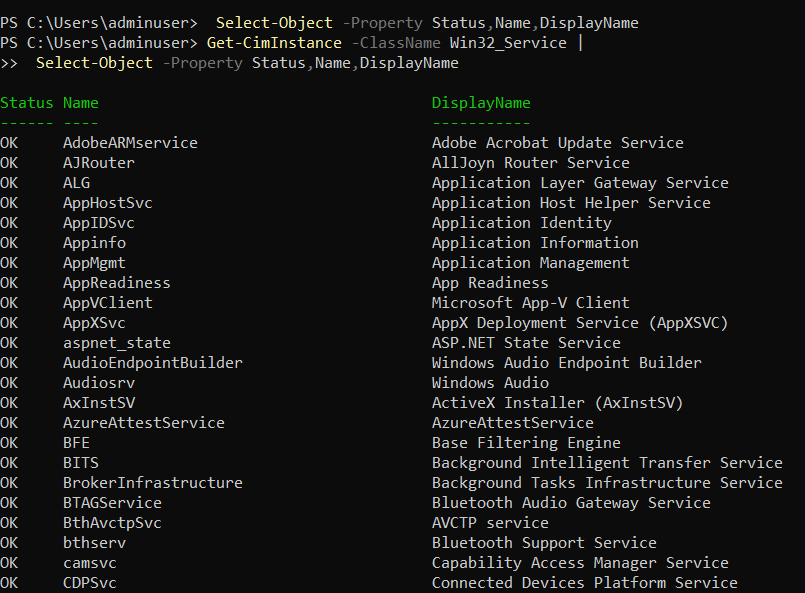 PS C:\Users\adminuser>  Select-Object -Property Status,Name,DisplayName
PS C:\Users\adminuser> Get-CimInstance -ClassName Win32_Service |
>>  Select-Object -Property Status,Name,DisplayName
Status Name                                     DisplayName
------ ----                                     -----------
OK     AdobeARMservice                          Adobe Acrobat Update Service
OK     AJRouter                                 AllJoyn Router Service
OK     ALG                                      Application Layer Gateway Service
OK     AppHostSvc                               Application Host Helper Service
OK     AppIDSvc                                 Application Identity
OK     Appinfo                                  Application Information
OK     AppMgmt                                  Application Management
OK     AppReadiness                             App Readiness
OK     AppVClient                               Microsoft App-V Client
OK     AppXSvc                                  AppX Deployment Service (AppXSVC)
OK     aspnet_state                             ASP.NET State Service
OK     AudioEndpointBuilder                     Windows Audio Endpoint Builder
OK     Audiosrv                                 Windows Audio
OK     AxInstSV                                 ActiveX Installer (AxInstSV)
OK     AzureAttestService                       AzureAttestService
OK     BFE                                      Base Filtering Engine
OK     BITS                                     Background Intelligent Transfer Service
OK     BrokerInfrastructure                     Background Tasks Infrastructure Service
OK     BTAGService                              Bluetooth Audio Gateway Service
OK     BthAvctpSvc                              AVCTP service
OK     bthserv                                  Bluetooth Support Service
OK     camsvc                                   Capability Access Manager Service
OK     CDPSvc                                   Connected Devices Platform Service